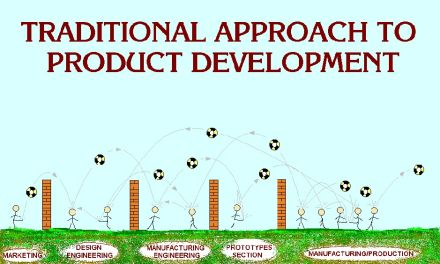 TRADITIONAL APPROACH TO
PRODUCT DEVELOPMENT
MARKETING
DESIGN
ENGINEERING
MANUFACTURING
ENGINEERING
PROTOTYPES
SECTION
MANUFACTURING/PRODUCTION